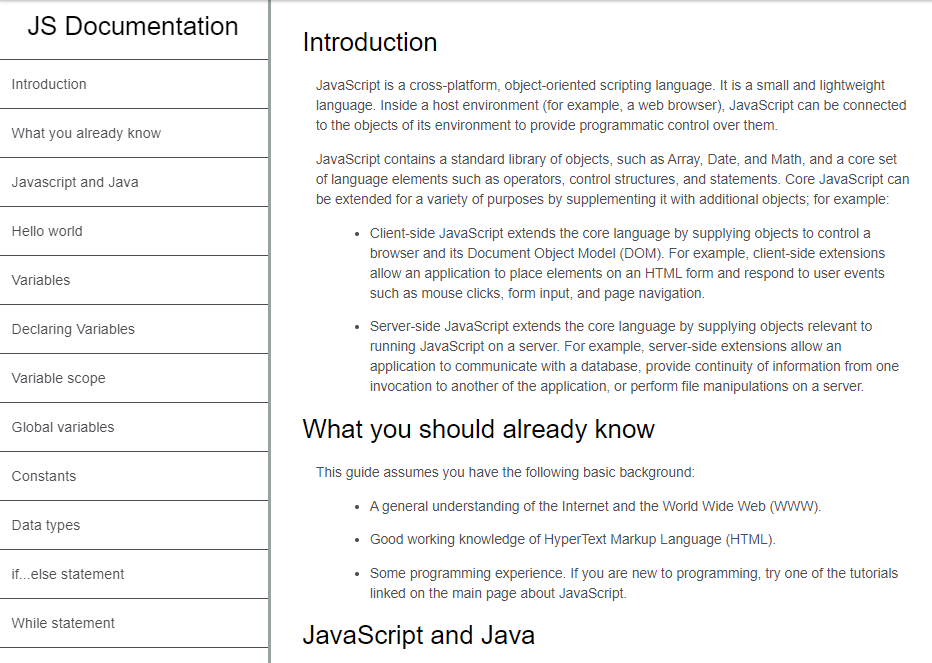 JS Documentation
Introduction
What you already know
Javascript and Java
Hello world
Variables
Declaring Variables
Variable scope
Global variables
Constants
Data types
if...else statement
While statement
Introduction
JavaScript is a cross-platform, object-oriented scripting language. It is a small and lightweight
language. Inside a host environment (for example, a web browser), JavaScript can be connected
to the objects of its environment to provide programmatic control over them.
JavaScript contains a standard library of objects, such as Array, Date, and Math, and a core set
of language elements such as operators, control structures, and statements. Core JavaScript can
be extended for a variety of purposes by supplementing it with additional objects; for example:
• Client-side JavaScript extends the core language by supplying objects to control a
browser and its Document Object Model (DOM). For example, client-side extensions
allow an application to place elements on an HTML form and respond to user events
such as mouse clicks, form input, and page navigation.
• Server-side JavaScript extends the core language by supplying objects relevant to
running JavaScript on a server. For example, server-side extensions allow an
application to communicate with a database, provide continuity of information from one
invocation to another of the application, or perform file manipulations on a server.
What you should already know
This guide assumes you have the following basic background:
• A general understanding of the Internet and the World Wide Web (WWW).
• Good working knowledge of HyperText Markup Language (HTML).
• Some programming experience. If you are new to programming, try one of the tutorials
linked on the main page about JavaScript.
JavaScript and Java